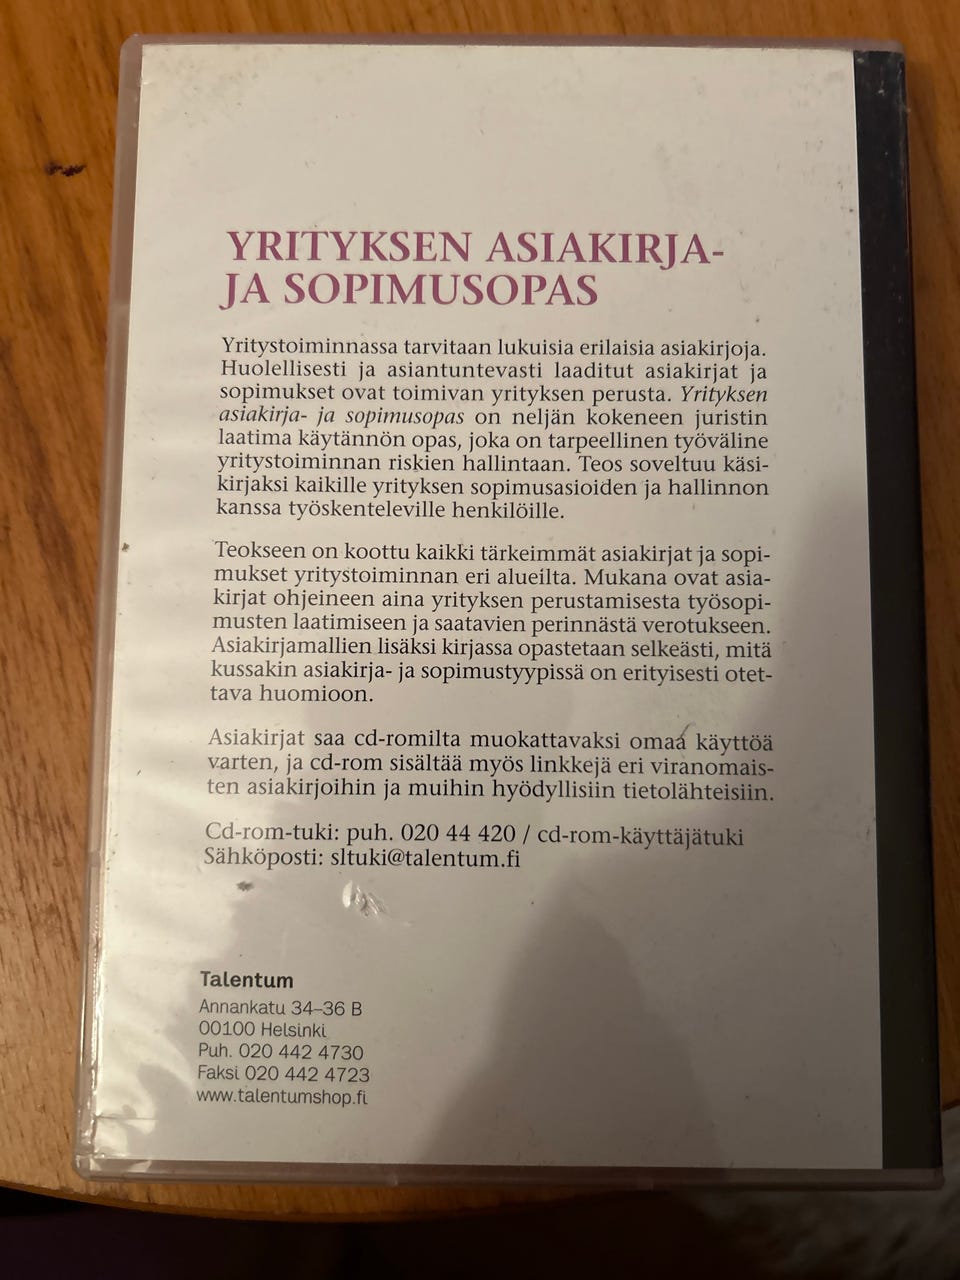 YRITYKSEN ASIAKIRJA-
JA SOPIMUSOPAS
Yritystoiminnassa tarvitaan lukuisia erilaisia asiakirjoja.
Huolellisesti ja asiantuntevasti laaditut asiakirjat ja
sopimukset ovat toimivan yrityksen perusta. Yrityksen
asiakirja- ja sopimusopas on neljän kokeneen juristin
laatima käytännön opas, joka on tarpeellinen työväline
yritystoiminnan riskien hallintaan. Teos soveltuu käsi-
kirjaksi kaikille yrityksen sopimusasioiden ja hallinnon
kanssa työskenteleville henkilöille.
Teokseen on koottu kaikki tärkeimmät asiakirjat ja sopi-
mukset yritystoiminnan eri alueilta. Mukana ovat asia-
kirjat ohjeineen aina yrityksen perustamisesta työsopi-
musten laatimiseen ja saatavien perinnästä verotukseen.
Asiakirjamallien lisäksi kirjassa opastetaan selkeästi, mitä
kussakin asiakirja- ja sopimustyypissä on erityisesti otet-
tava huomioon.
Asiakirjat saa cd-romilta muokattavaksi omaa käyttöä
varten, ja cd-rom sisältää myös linkkejä eri viranomais-
ten asiakirjoihin ja muihin hyödyllisiin tietolähteisiin.
Cd-rom-tuki: puh. 020 44 420 / cd-rom-käyttäjätuki
Sähköposti: sltuki@talentum.fi
Talentum
Annankatu 34–36 B
00100 Helsinki
Puh. 020 442 4730
Faksi 020 442 4723
www.talentumshop.fi